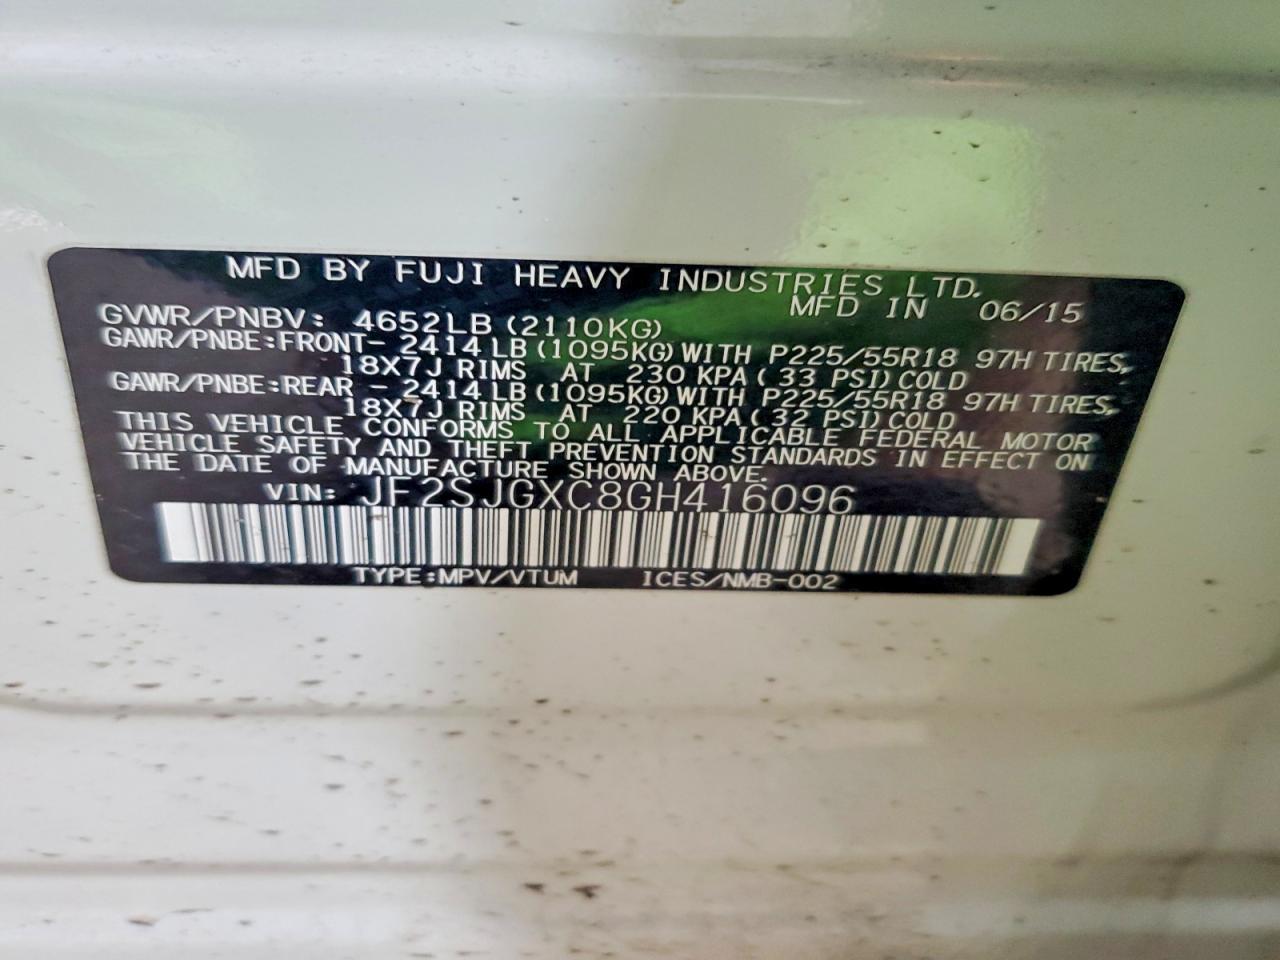 MFD BY FUJI HEAVY INDUSTRIES LTD.
MFD IN 06/15
GVWR/PNBV: 4652LB (2110KG)
GAWR/PNBE:FRONT- 2414 LB (1095KG) WITH P225/55R18 97H TIRES,
18X7J RIMS AT 230 KPA ( 33 PSI) COLD
GAWR/PNBE:REAR - 2414 LB (1095KG) WITH P225/55R18 97H TIRES,
18X7J RIMS AT 220 KPA ( 32 PSI) COLD
THIS VEHICLE CONFORMS TO ALL APPLICABLE FEDERAL MOTOR
VEHICLE SAFETY AND THEFT PREVENTION STANDARDS IN EFFECT ON
THE DATE OF MANUFACTURE SHOWN ABOVE.
VIN: JF2SJGXC8GH416096
TYPE:MPV/VTUM ICES/NMB-002